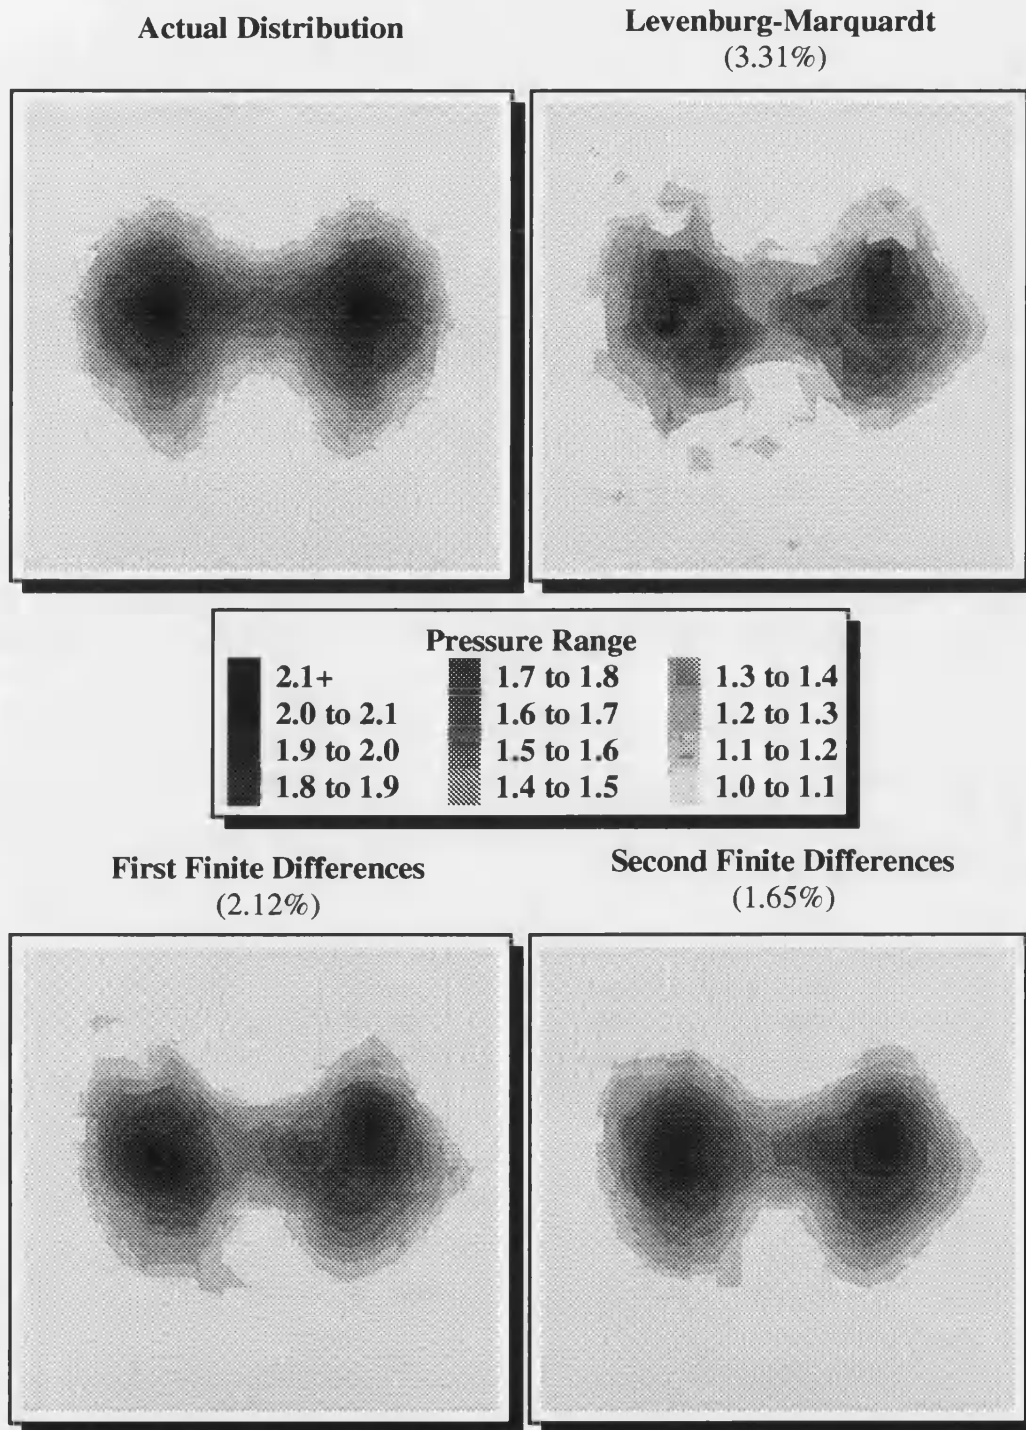 Actual Distribution
Levenburg-Marquardt
(3.31%)
Pressure Range
2.1+
2.0 to 2.1
1.9 to 2.0
1.8 to 1.9
1.7 to 1.8
1.6 to 1.7
1.5 to 1.6
1.4 to 1.5
1.3 to 1.4
1.2 to 1.3
1.1 to 1.2
1.0 to 1.1
First Finite Differences
(2.12%)
Second Finite Differences
(1.65%)